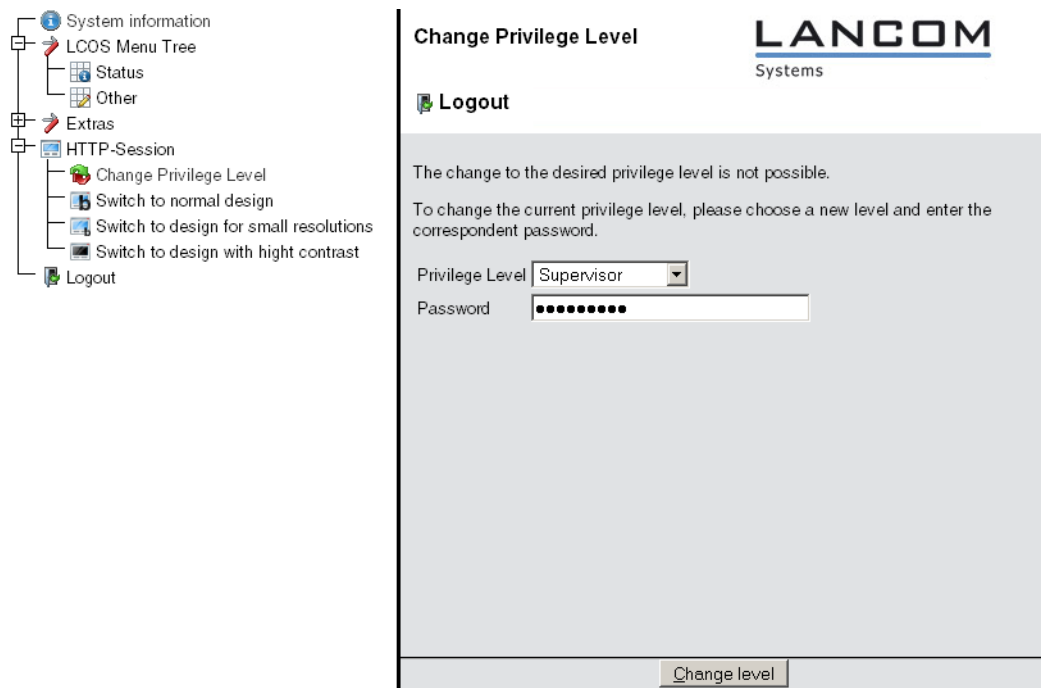 System information
LCOS Menu Tree
Status
Other
Extras
HTTP-Session
Change Privilege Level
Switch to normal design
Switch to design for small resolutions
Switch to design with hight contrast
Logout
Change Privilege Level
LANCOM
Systems
Logout
The change to the desired privilege level is not possible.
To change the current privilege level, please choose a new level and enter the
correspondent password.
Privilege Level Supervisor
Password ●●●●●●●●●
Change level